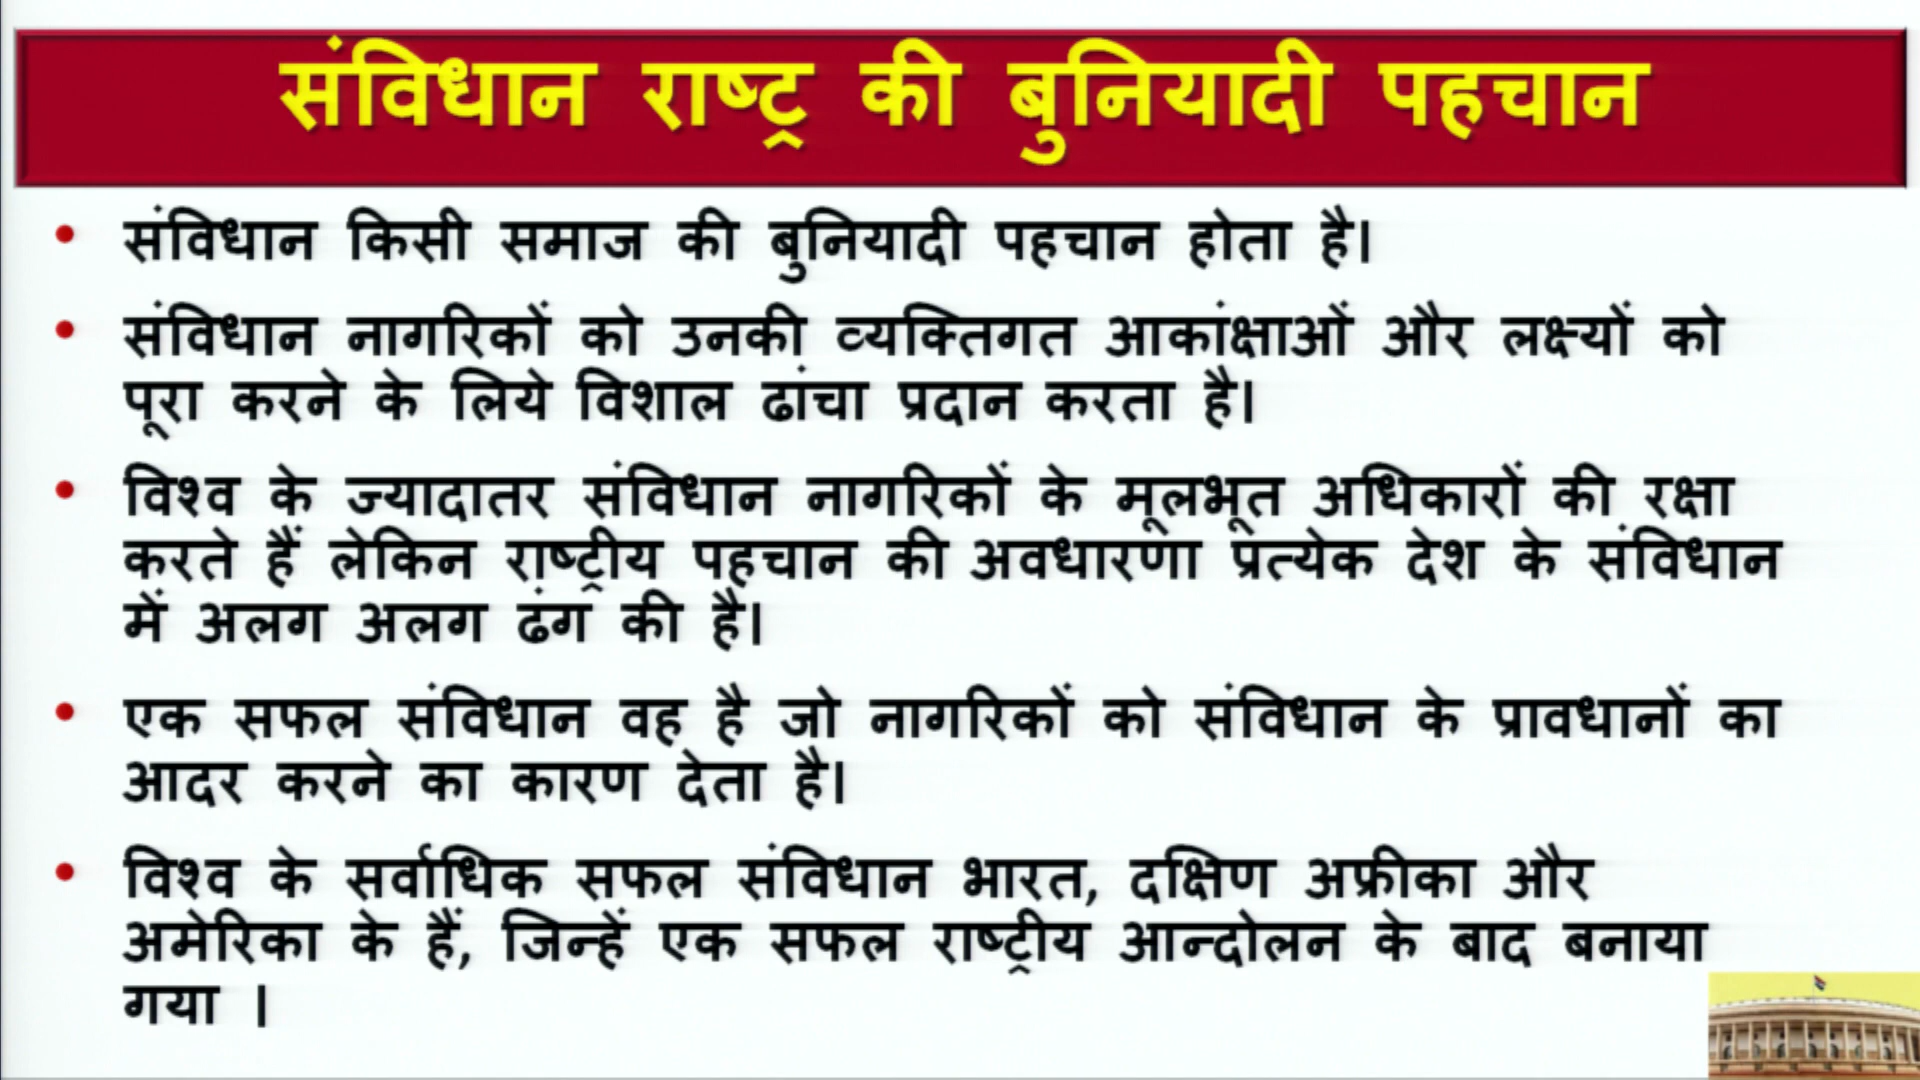 संविधान राष्ट्र की बुनियादी पहचान
• संविधान किसी समाज की बुनियादी पहचान होता है।
• संविधान नागरिकों को उनकी व्यक्तिगत आकांक्षाओं और लक्ष्यों को
पूरा करने के लिये विशाल ढांचा प्रदान करता है।
• विश्व के ज्यादातर संविधान नागरिकों के मूलभूत अधिकारों की रक्षा
करते हैं लेकिन राष्ट्रीय पहचान की अवधारणा प्रत्येक देश के संविधान
में अलग अलग ढंग की है।
• एक सफल संविधान वह है जो नागरिकों को संविधान के प्रावधानों का
आदर करने का कारण देता है।
• विश्व के सर्वाधिक सफल संविधान भारत, दक्षिण अफ्रीका और
अमेरिका के हैं, जिन्हें एक सफल राष्ट्रीय आन्दोलन के बाद बनाया
गया ।